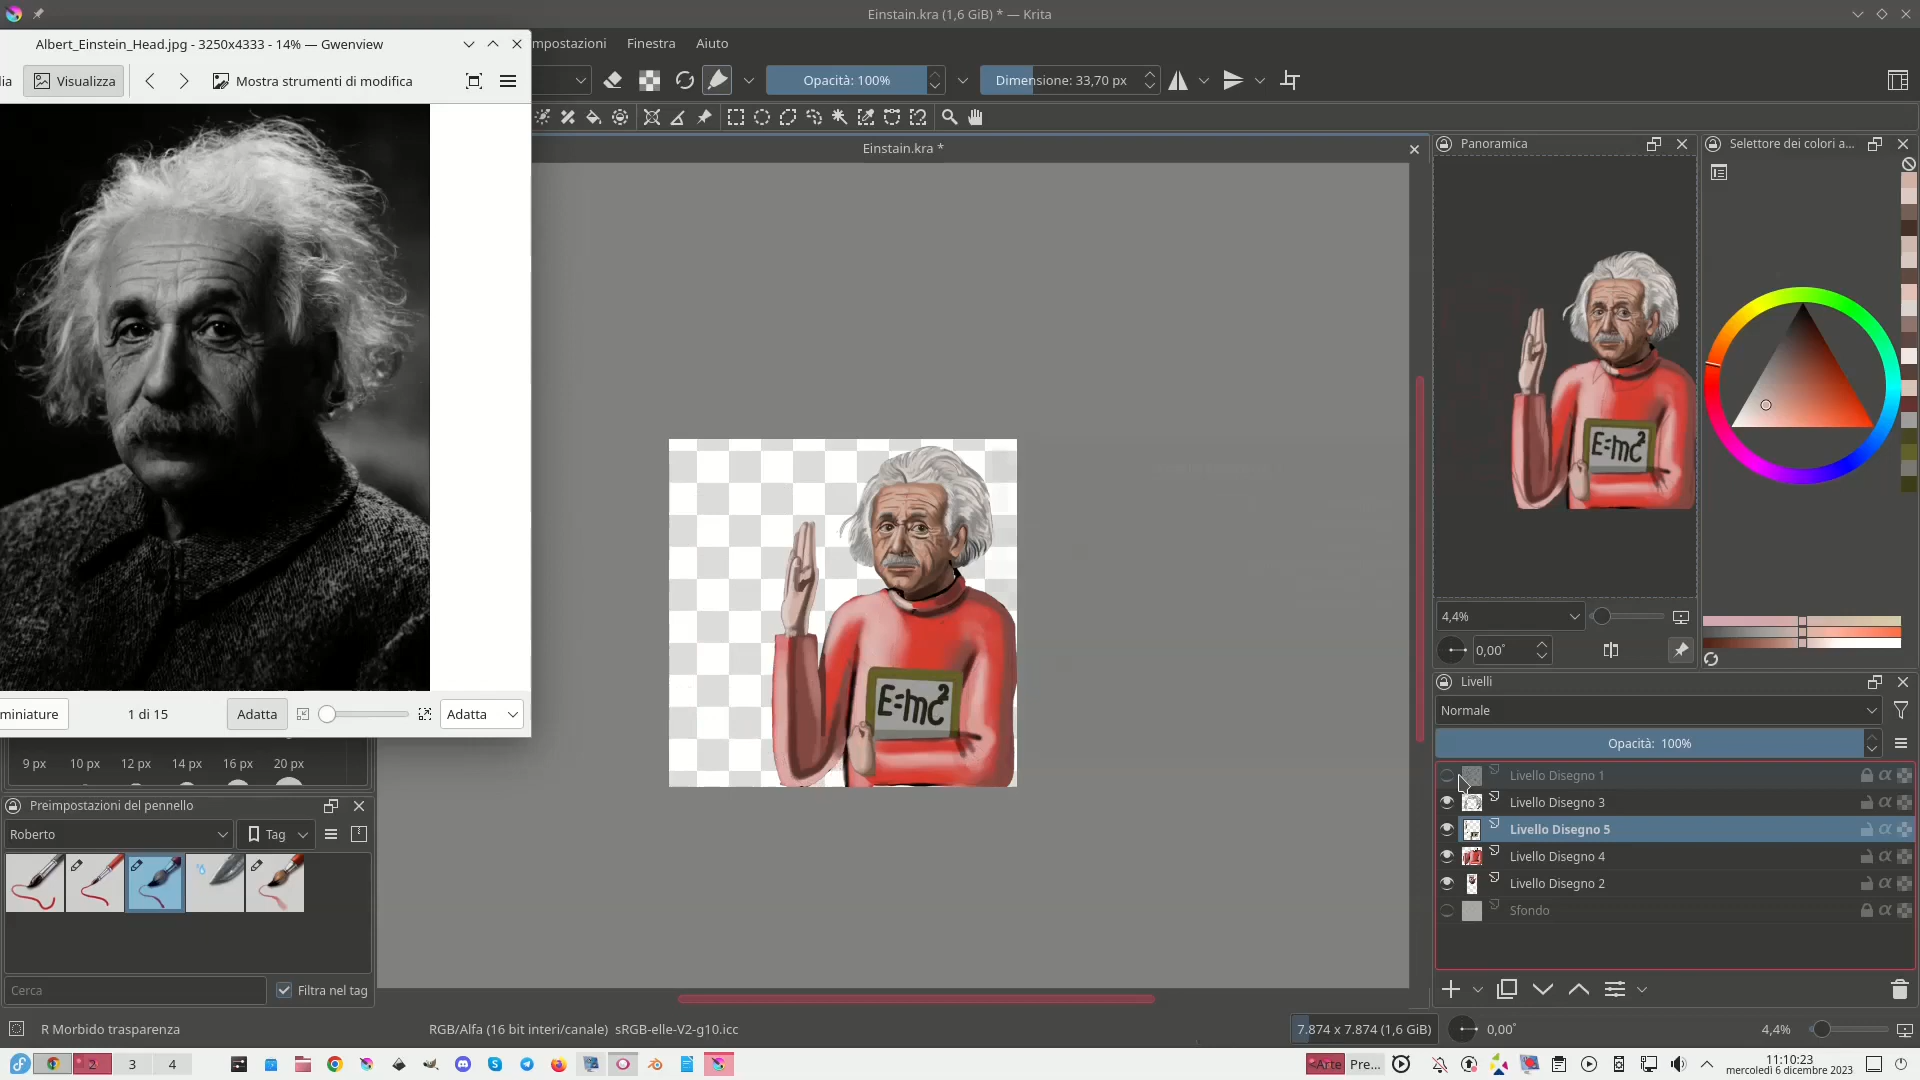 Einstain.kra (1,6 GiB) * — Krita
Albert_Einstein_Head.jpg - 3250x4333 - 14% — Gwenview
mpostazioni
Finestra
Aiuto
ia
Visualizza
Mostra strumenti di modifica
Opacità: 100%
Dimensione: 33,70 px
Einstain.kra *
Panoramica
Selettore dei colori a...
E=mc²
E=mc²
4,4%
0,00°
miniature
1 di 15
Adatta
Adatta
Livelli
Normale
Opacità: 100%
Livello Disegno 1
Livello Disegno 3
Livello Disegno 5
Livello Disegno 4
Livello Disegno 2
Sfondo
9 px
10 px
12 px
14 px
16 px
20 px
Preimpostazioni del pennello
Roberto
Tag
Cerca
Filtra nel tag
R Morbido trasparenza
RGB/Alfa (16 bit interi/canale) sRGB-elle-V2-g10.icc
7.874 x 7.874 (1,6 GiB)
0,00°
4,4%
2
3
4
Arte
Pre...
11:10:23
mercoledì 6 dicembre 2023